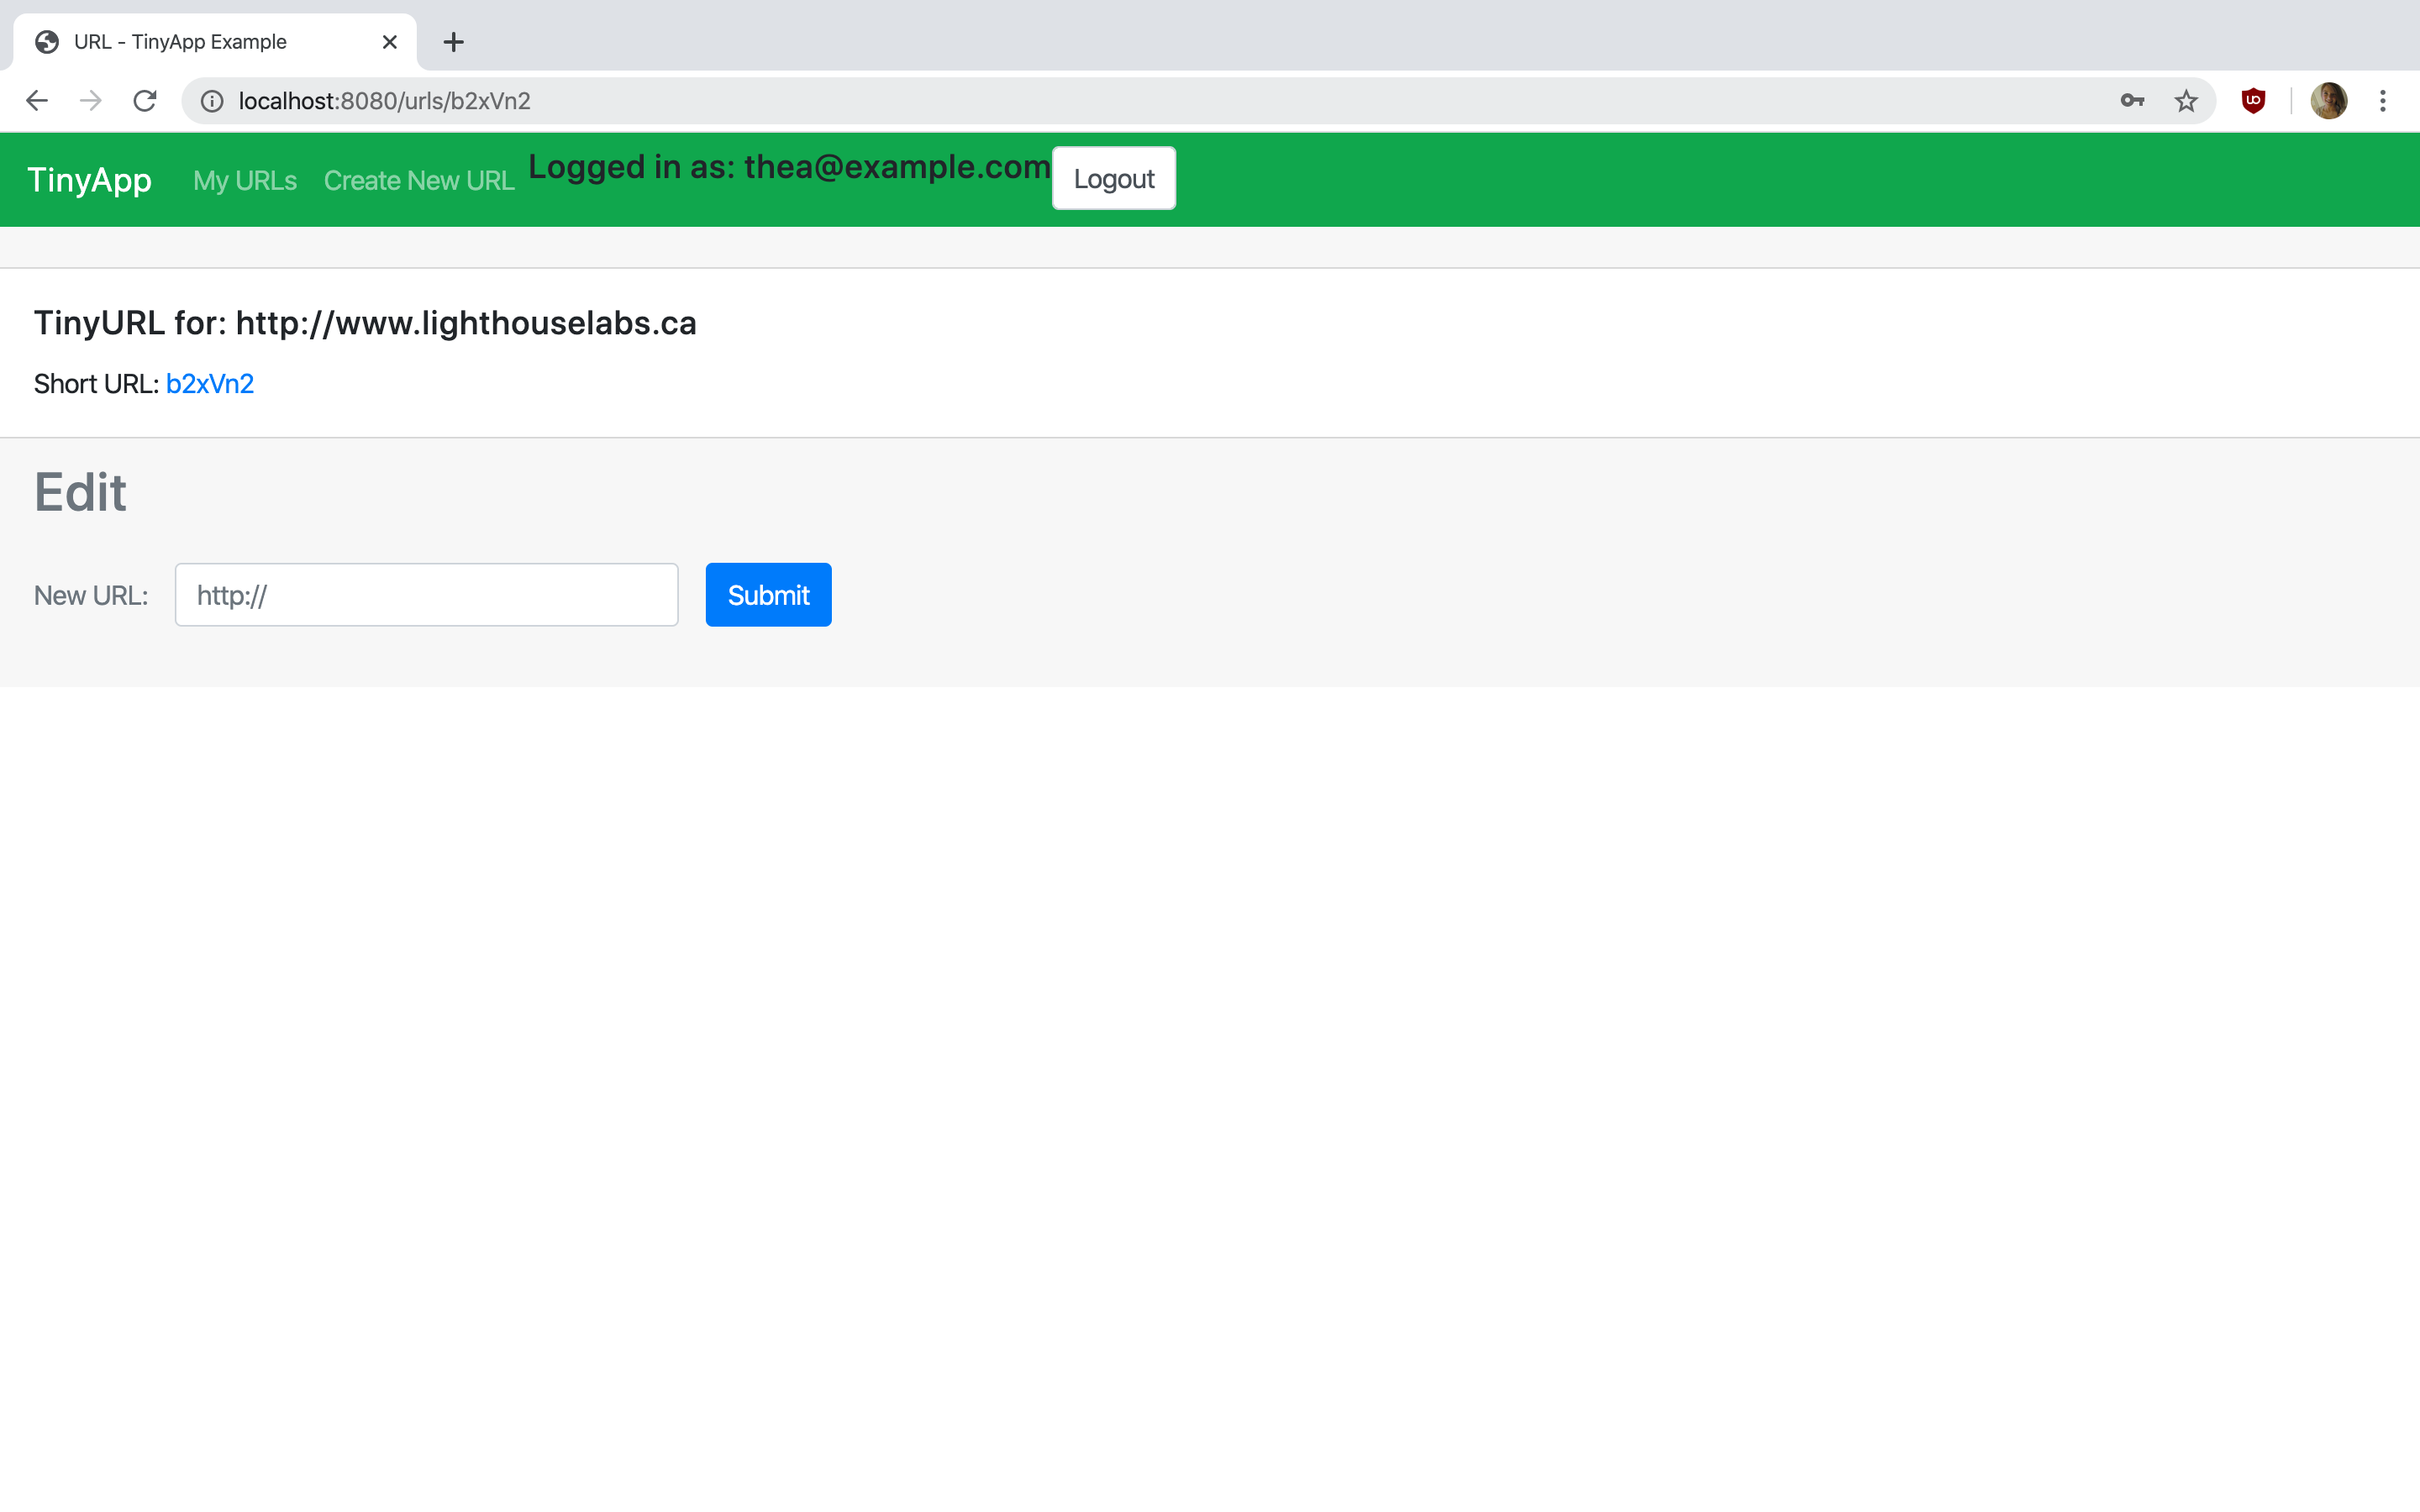 URL - TinyApp Example
localhost:8080/urls/b2xVn2
TinyApp My URLs Create New URL Logged in as: thea@example.com Logout
TinyURL for: http://www.lighthouselabs.ca
Short URL: b2xVn2
Edit
New URL: http:// Submit